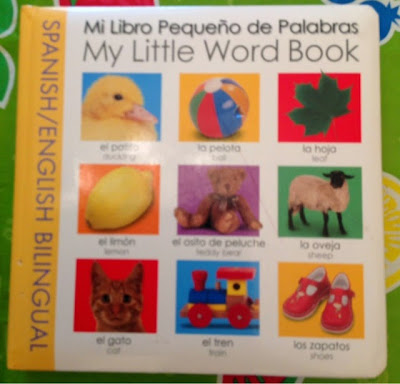 Mi Libro Pequeño de Palabras
My Little Word Book
SPANISH/ENGLISH BILINGUAL
el patito
duckling
la pelota
ball
la hoja
leaf
el limón
lemon
el osito de peluche
teddy bear
la oveja
sheep
el gato
cat
el tren
train
los zapatos
shoes